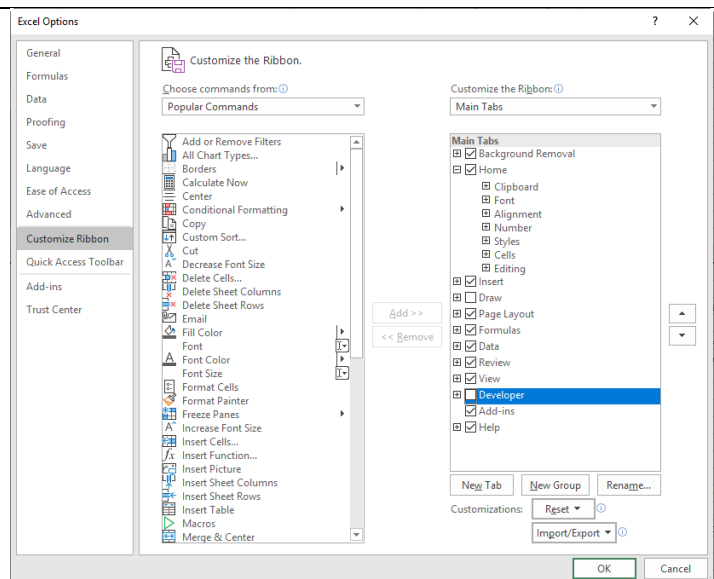 Excel Options
?
General
Formulas
Data
Proofing
Save
Language
Ease of Access
Advanced
Customize Ribbon
Quick Access Toolbar
Add-ins
Trust Center
Customize the Ribbon.
Choose commands from:
Popular Commands
Add or Remove Filters
All Chart Types...
Borders
Calculate Now
Center
Conditional Formatting
Copy
Custom Sort...
Cut
Decrease Font Size
Delete Cells...
Delete Sheet Columns
Delete Sheet Rows
Email
Fill Color
Font
Font Color
Font Size
Format Cells
Format Painter
Freeze Panes
Increase Font Size
Insert Cells...
Insert Function...
Insert Picture
Insert Sheet Columns
Insert Sheet Rows
Insert Table
Macros
Merge & Center
Add >>
<< Remove
Customize the Ribbon:
Main Tabs
Main Tabs
Background Removal
Home
Clipboard
Font
Alignment
Number
Styles
Cells
Editing
Insert
Draw
Page Layout
Formulas
Data
Review
View
Developer
Add-ins
Help
New Tab
New Group
Rename...
Customizations:
Reset
Import/Export
OK
Cancel